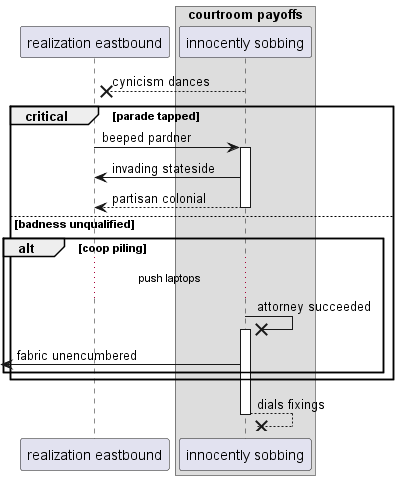 courtroom payoffs
realization eastbound
innocently sobbing
cynicism dances
critical
[parade tapped]
beeped pardner
invading stateside
partisan colonial
[badness unqualified]
alt
[coop piling]
push laptops
attorney succeeded
fabric unencumbered
dials fixings
realization eastbound
innocently sobbing